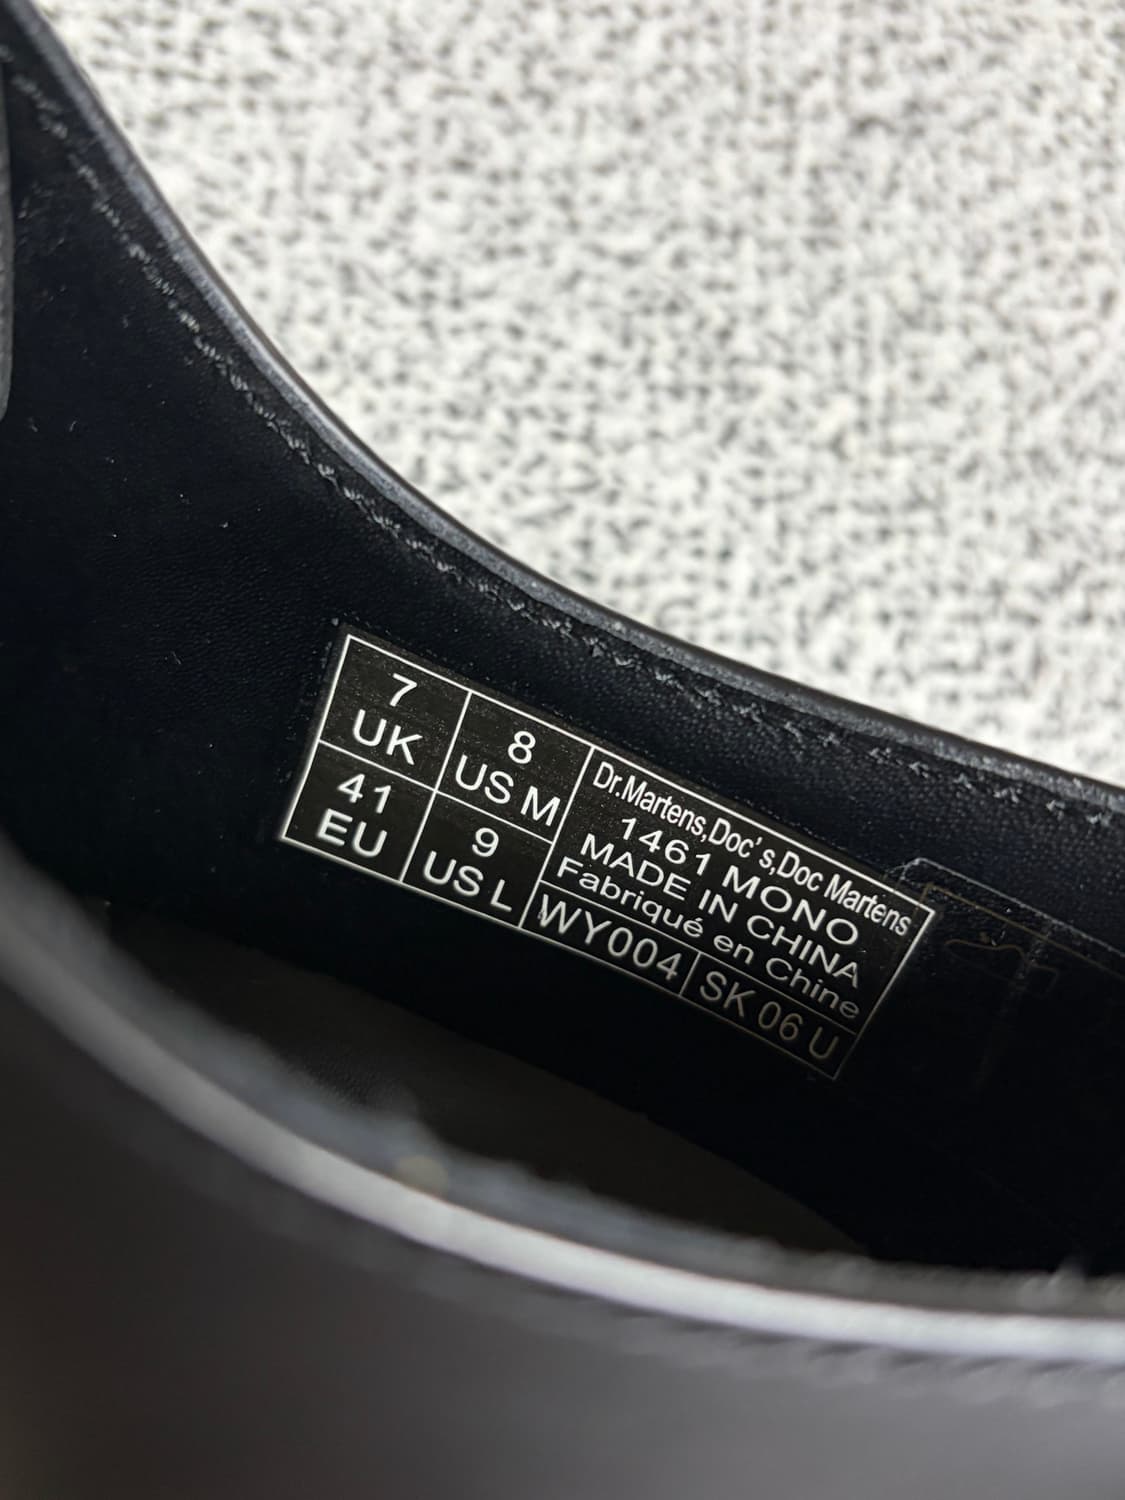 7
UK
8
US M
41
EU
9
US L
Dr.Martens,Doc's,Doc Martens
1461 MONO
MADE IN CHINA
Fabriqué en Chine
WY004
SK 06 U